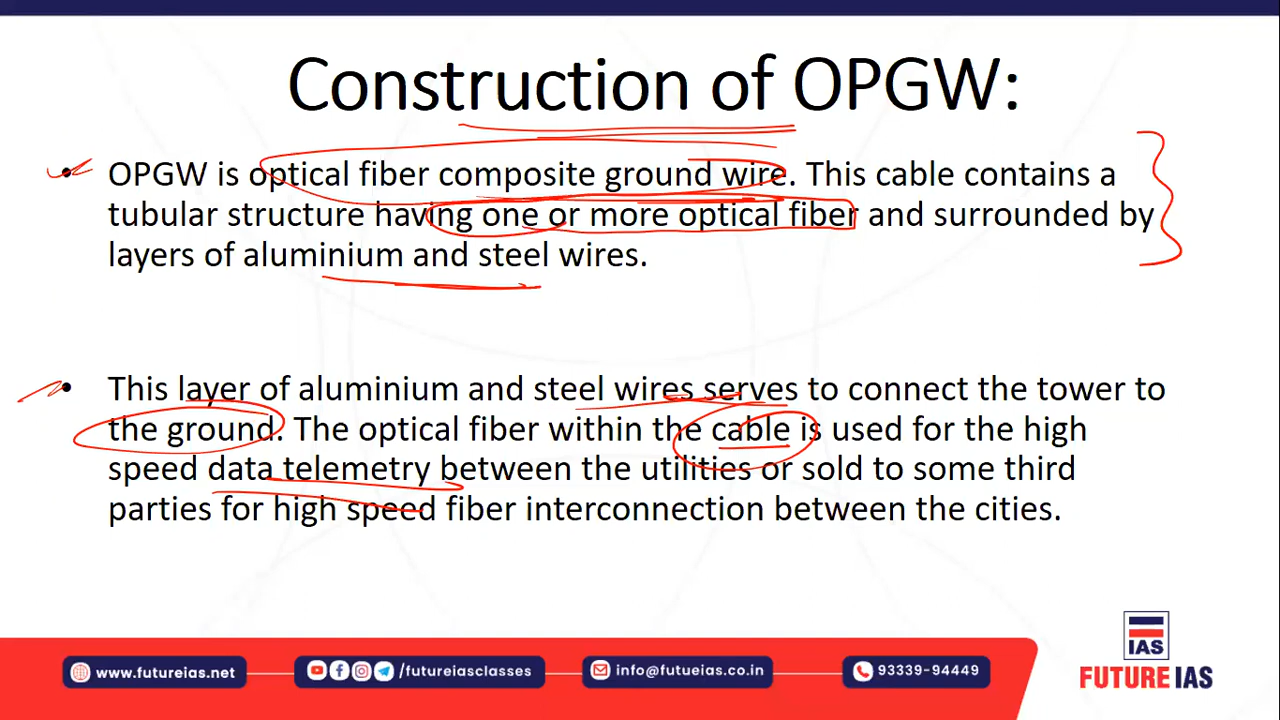 Construction of OPGW:
• OPGW is optical fiber composite ground wire. This cable contains a
tubular structure having one or more optical fiber and surrounded by
layers of aluminium and steel wires.
• This layer of aluminium and steel wires serves to connect the tower to
the ground. The optical fiber within the cable is used for the high
speed data telemetry between the utilities or sold to some third
parties for high speed fiber interconnection between the cities.
IAS
www.futureias.net /futureiasclasses info@futueias.co.in 93339-94449 FUTURE IAS